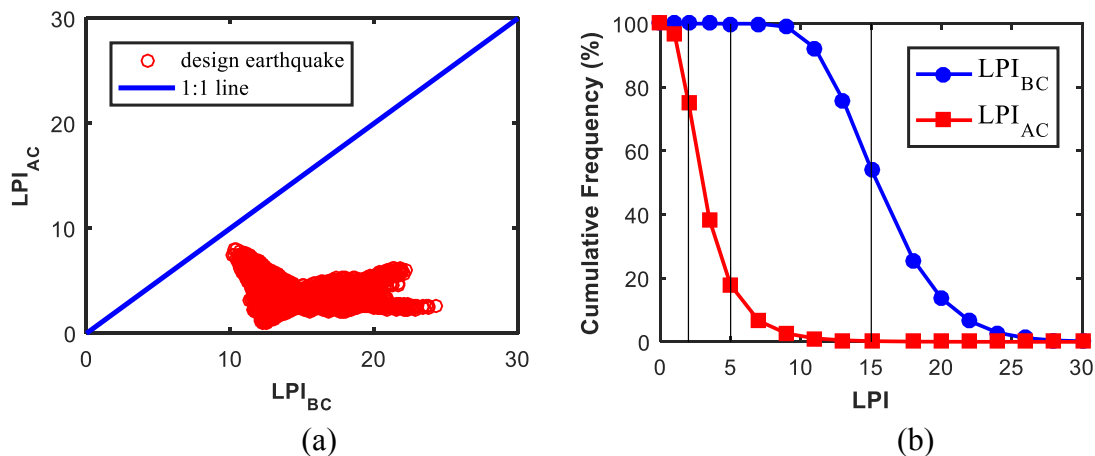 30
20
10
0
LPI_AC
design earthquake
1:1 line
0 10 20 30
LPI_BC
(a)
100
80
60
40
20
0
Cumulative Frequency (%)
LPI_BC
LPI_AC
0 5 10 15 20 25 30
LPI
(b)